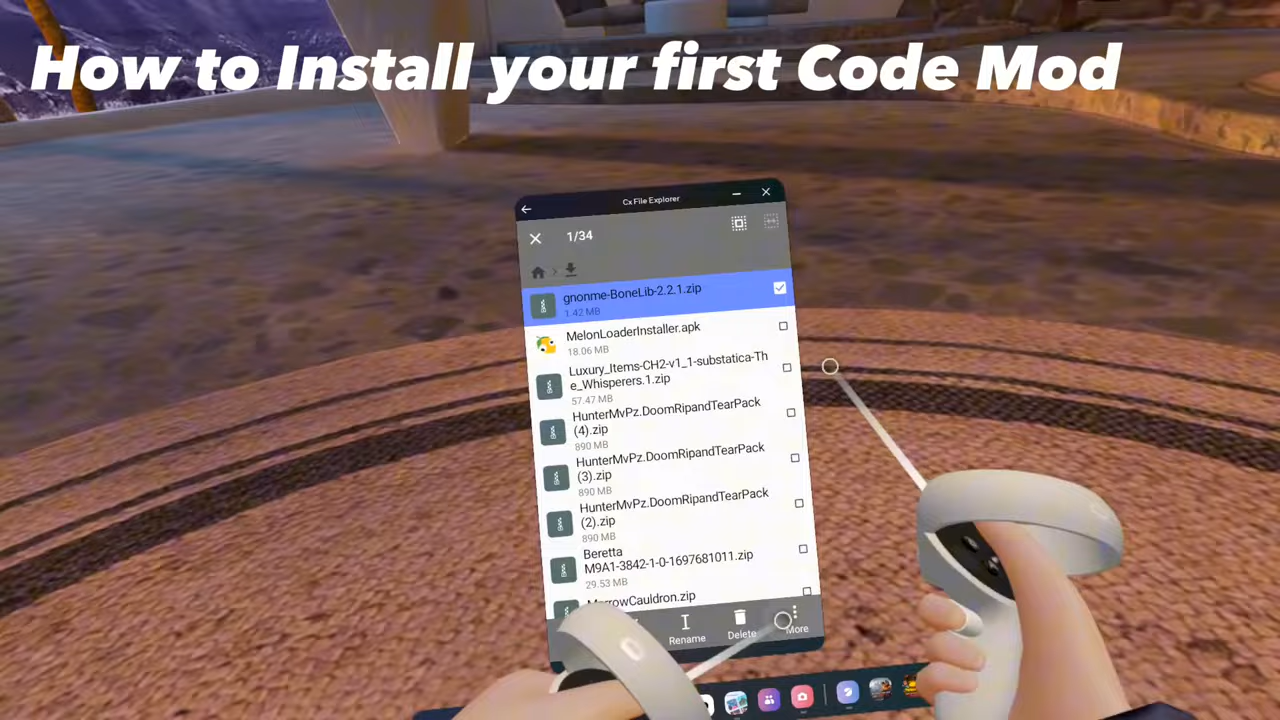 How to Install your first Code Mod
Cx File Explorer
1/34
gnonme-BoneLib-2.2.1.zip
1.42 MB
MelonLoaderInstaller.apk
18.06 MB
Luxury_Items-CH2-v1_1-substatica-Th
e_Whisperers.1.zip
57.47 MB
HunterMvPz.DoomRipandTearPack
(4).zip
890 MB
HunterMvPz.DoomRipandTearPack
(3).zip
890 MB
HunterMvPz.DoomRipandTearPack
(2).zip
890 MB
Beretta
M9A1-3842-1-0-1697681011.zip
29.53 MB
MarrowCauldron.zip
Rename
Delete
More